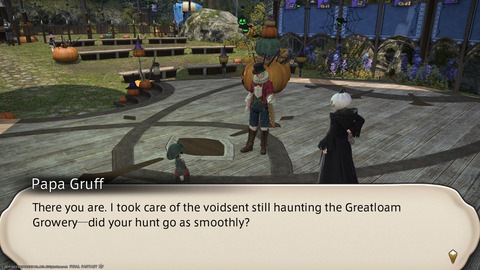 Papa Gruff
There you are. I took care of the voidsent still haunting the Greatloam
Growery—did your hunt go as smoothly?